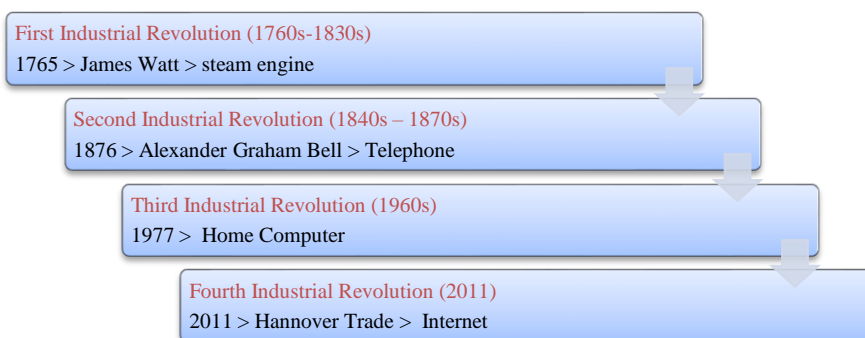 First Industrial Revolution (1760s-1830s)
1765 > James Watt > steam engine
Second Industrial Revolution (1840s – 1870s)
1876 > Alexander Graham Bell > Telephone
Third Industrial Revolution (1960s)
1977 > Home Computer
Fourth Industrial Revolution (2011)
2011 > Hannover Trade > Internet